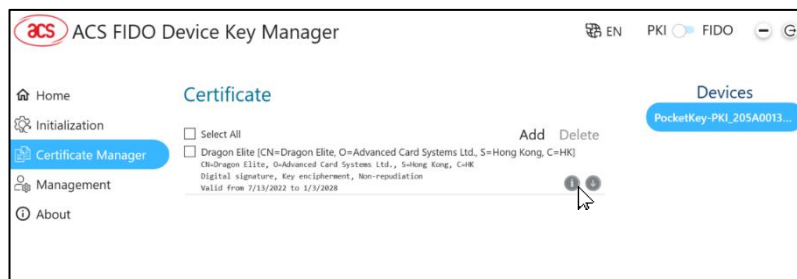 acs ACS FIDO Device Key Manager
EN PKI FIDO
Home
Initialization
Certificate Manager
Management
About
Certificate
Select All
Add Delete
Dragon Elite [CN=Dragon Elite, O=Advanced Card Systems Ltd., S=Hong Kong, C=HK]
CN=Dragon Elite, O=Advanced Card Systems Ltd., S=Hong Kong, C=HK
Digital signature, Key encipherment, Non-repudiation
Valid from 7/13/2022 to 1/3/2028
Devices
PocketKey-PKI_205A0013...